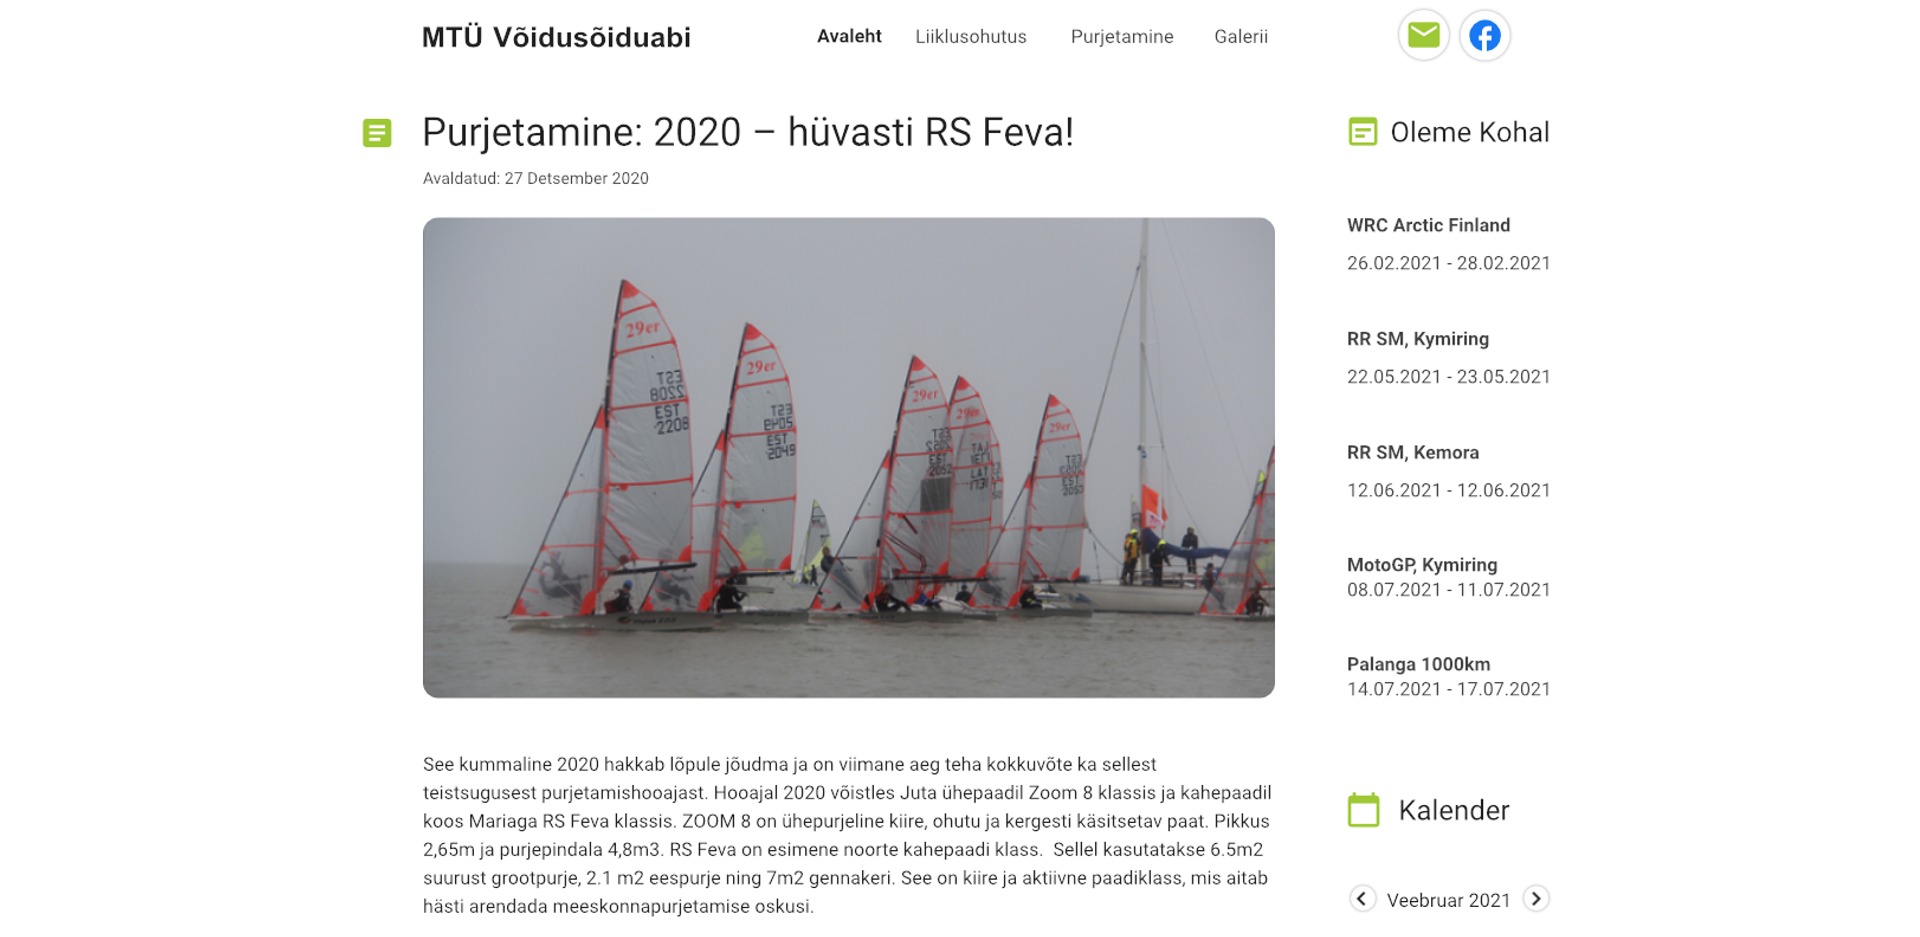 MTÜ Võidusõiduabi
Avaleht
Liiklusohutus
Purjetamine
Galerii
Purjetamine: 2020 – hüvasti RS Feva!
Avaldatud: 27 Detsember 2020
29er
EST
2208
29er
EST
2049
29er
EST
2052
29er
LAT
29er
EST
See kummaline 2020 hakkab lõpule jõudma ja on viimane aeg teha kokkuvõte ka sellest
teistsugusest purjetamishooajast. Hooajal 2020 võistles Juta ühepaadil Zoom 8 klassis ja kahepaadil
koos Mariaga RS Feva klassis. ZOOM 8 on ühepurjeline kiire, ohutu ja kergesti käsitsetav paat. Pikkus
2,65m ja purjepindala 4,8m3. RS Feva on esimene noorte kahepaadi klass.  Sellel kasutatakse 6.5m2
suurust grootpurje, 2.1 m2 eespurje ning 7m2 gennakeri. See on kiire ja aktiivne paadiklass, mis aitab
hästi arendada meeskonnapurjetamise oskusi.
Oleme Kohal
WRC Arctic Finland
26.02.2021 - 28.02.2021
RR SM, Kymiring
22.05.2021 - 23.05.2021
RR SM, Kemora
12.06.2021 - 12.06.2021
MotoGP, Kymiring
08.07.2021 - 11.07.2021
Palanga 1000km
14.07.2021 - 17.07.2021
Kalender
Veebruar 2021